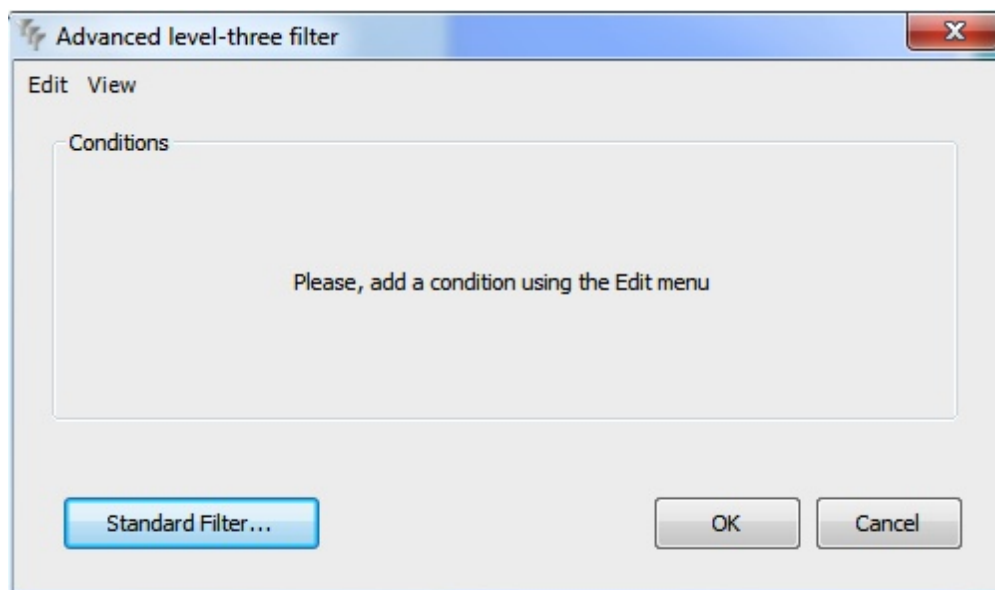 Advanced level-three filter
Edit View
Conditions
Please, add a condition using the Edit menu
Standard Filter... OK Cancel